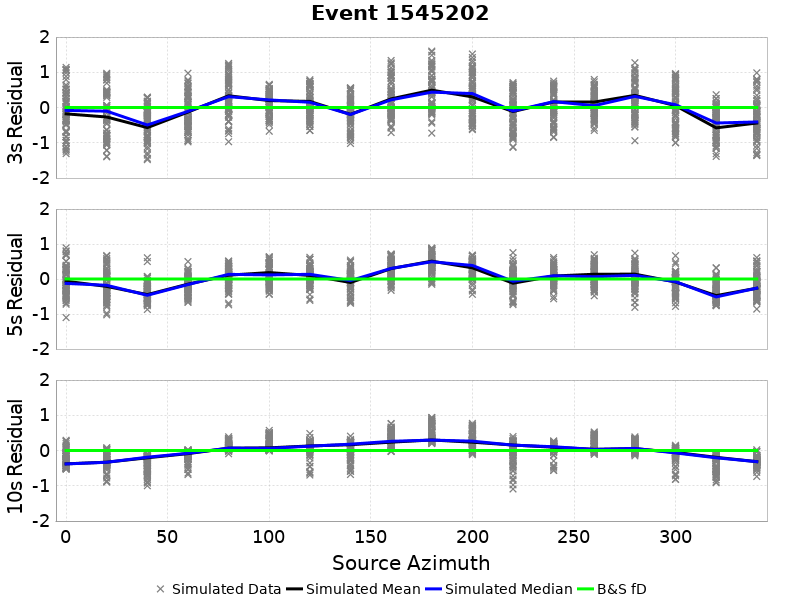 Event 1545202
2
1
0
-1
-2
3s Residual
2
1
0
-1
-2
5s Residual
2
1
0
-1
-2
10s Residual
0 50 100 150 200 250 300
Source Azimuth
Simulated Data Simulated Mean Simulated Median B&S fD